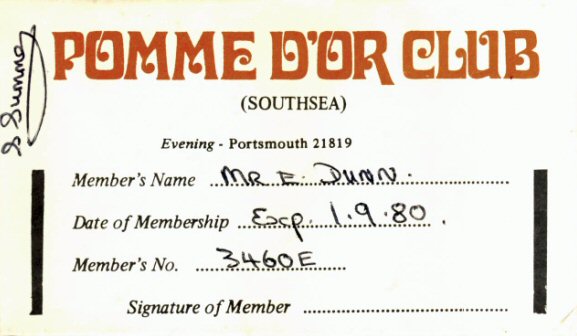 POMME D'OR CLUB
(SOUTHSEA)
Evening - Portsmouth 21819
Member's Name MR E. DUNN.
Date of Membership Exp. 1.9.80.
Member's No. 3460E
Signature of Member